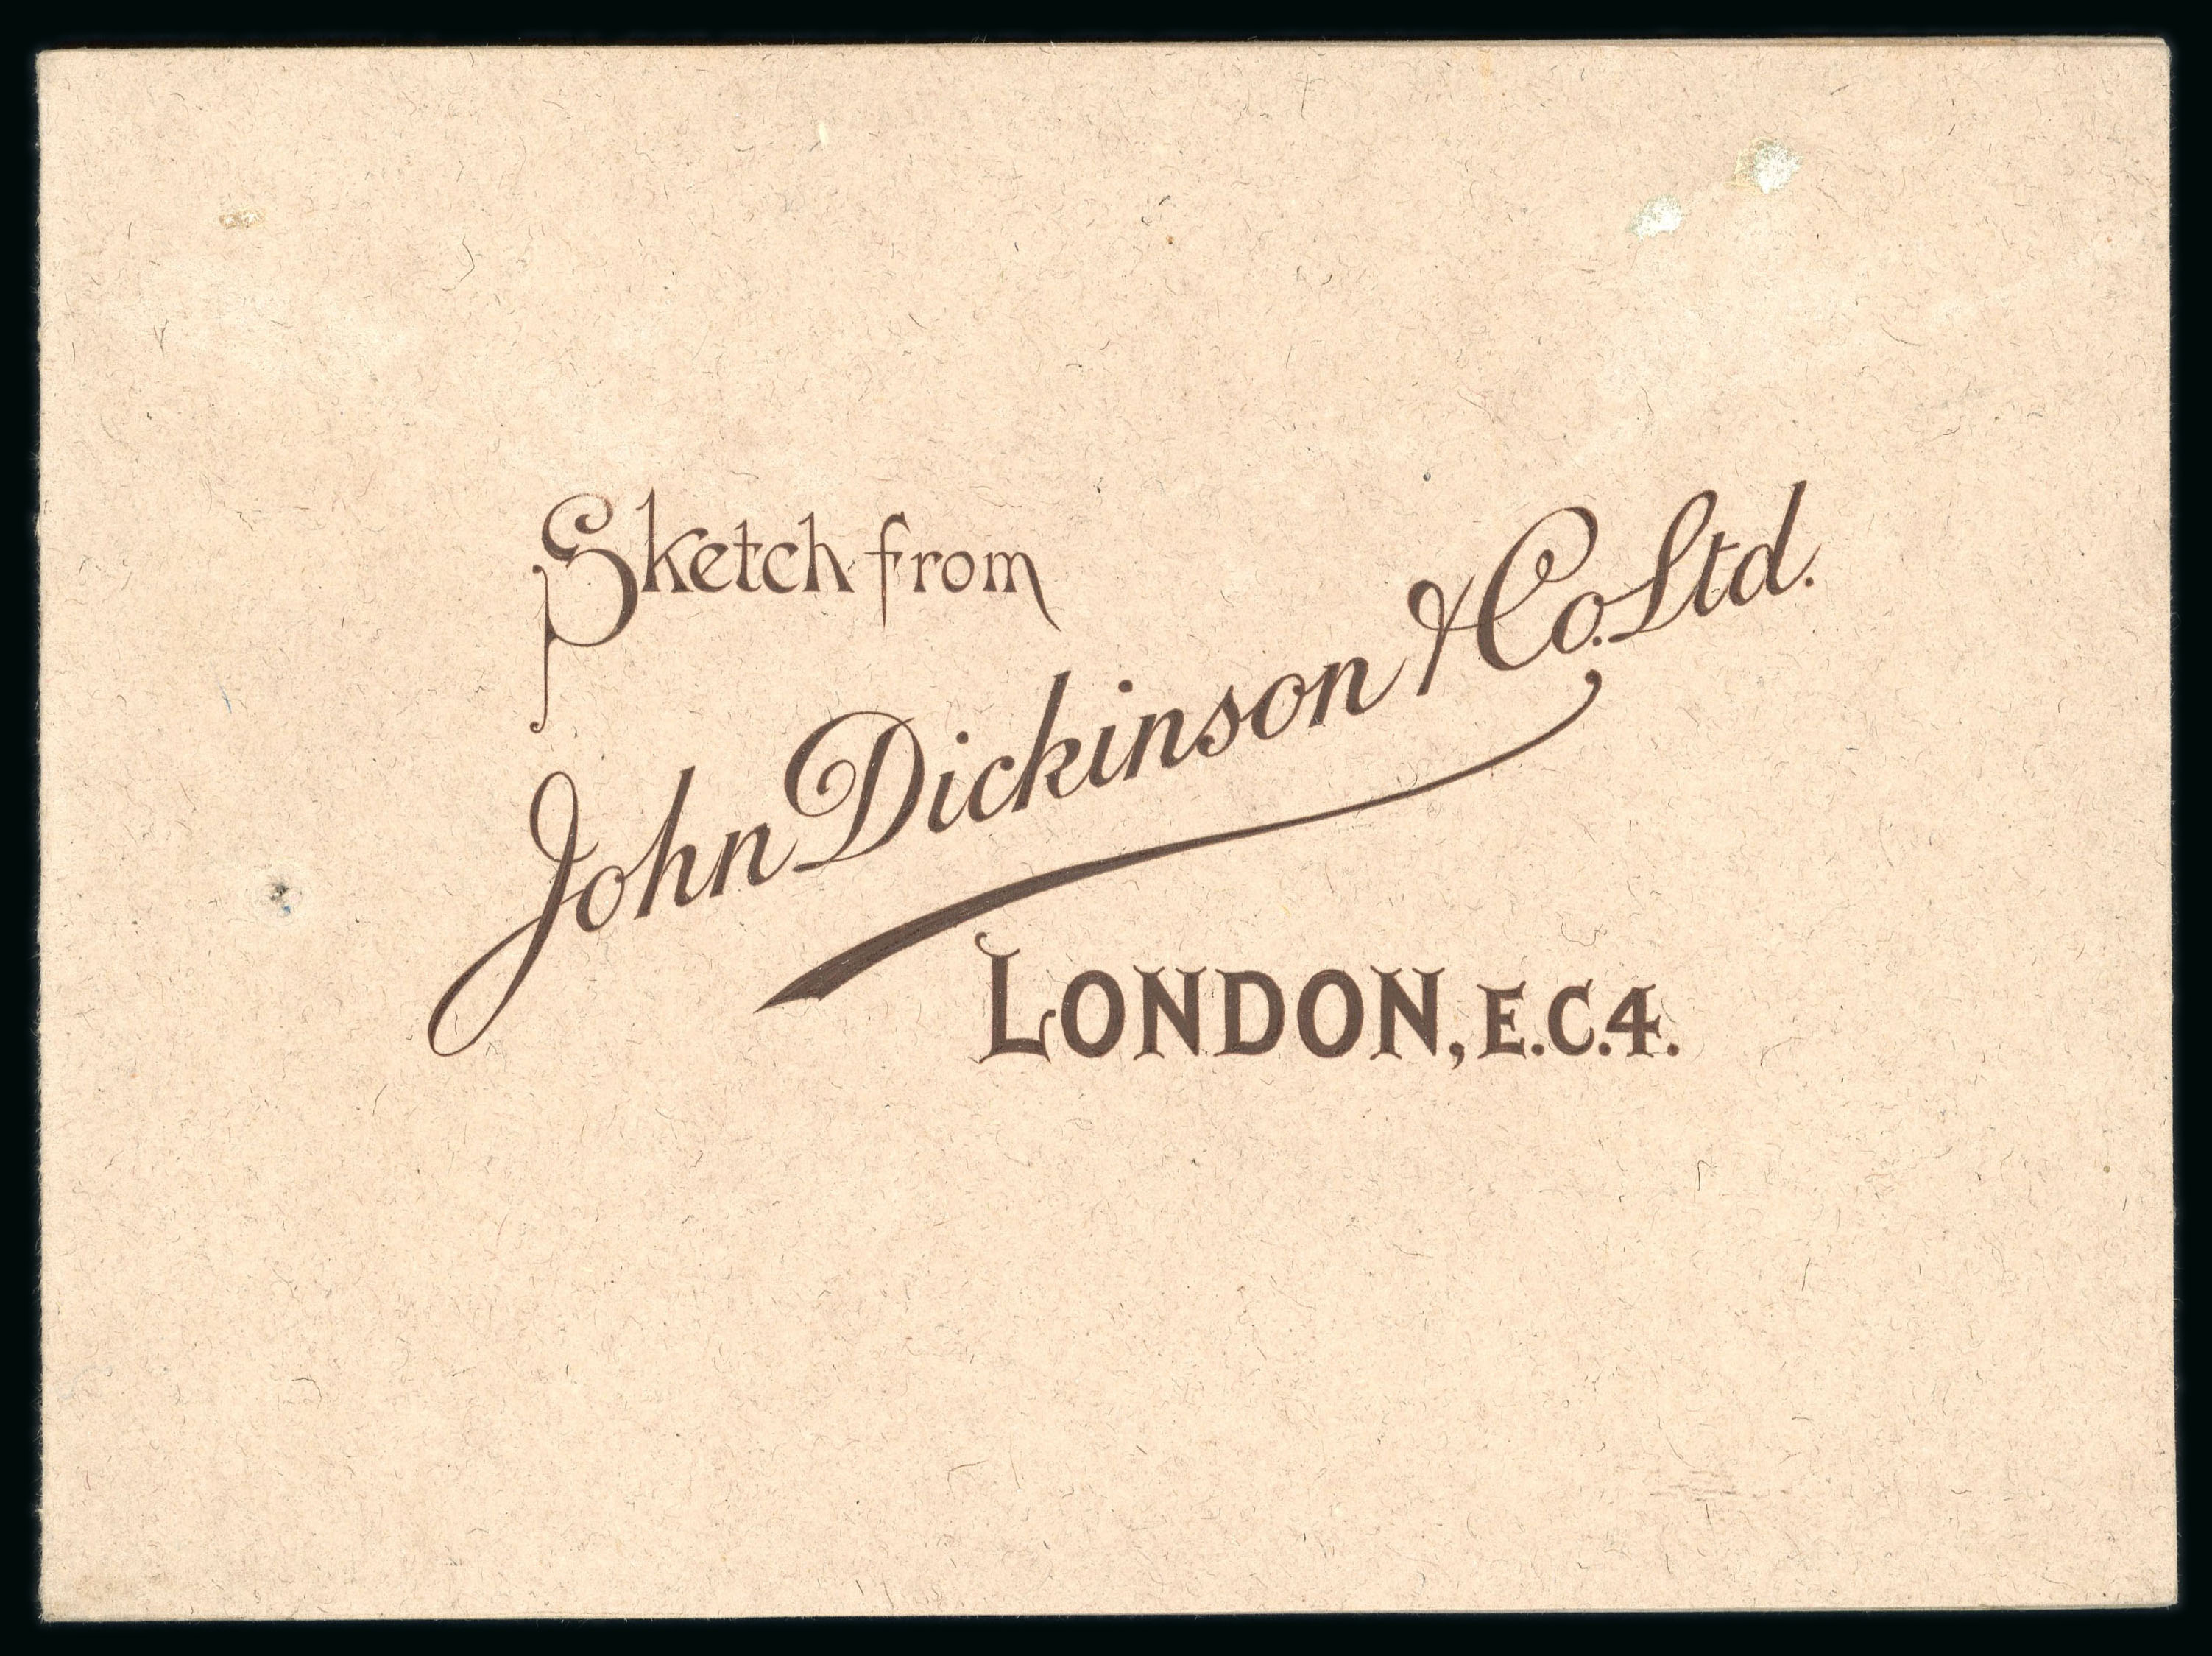 Sketch from
John Dickinson & Co. Ltd.
LONDON, E.C.4.